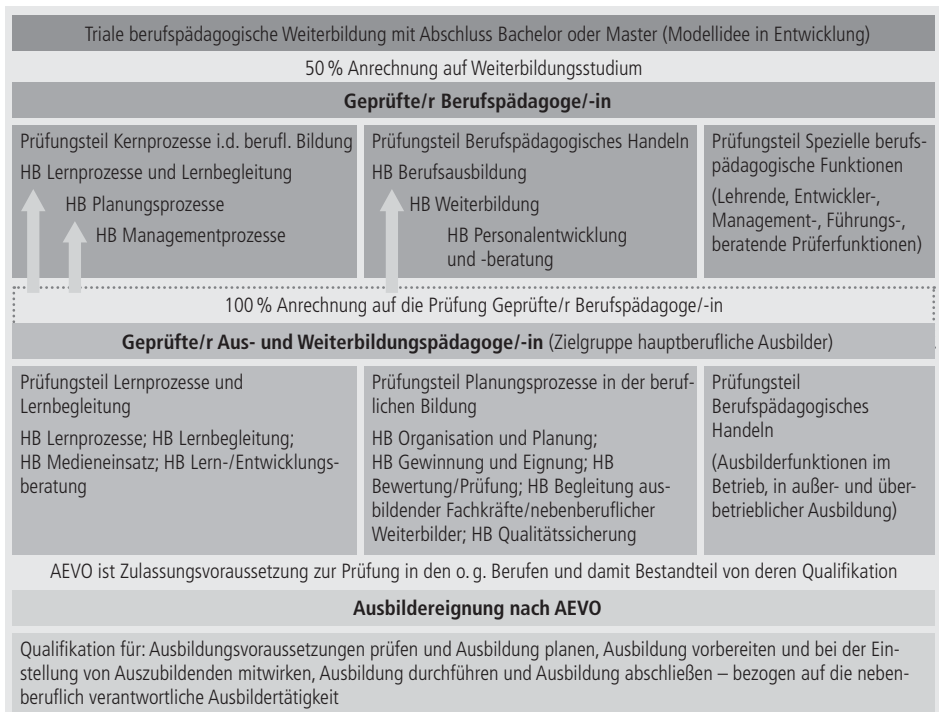 Triale berufspädagogische Weiterbildung mit Abschluss Bachelor oder Master (Modellidee in Entwicklung)
50 % Anrechnung auf Weiterbildungsstudium
Geprüfte/r Berufspädagoge/-in
Prüfungsteil Kernprozesse i.d. berufl. Bildung
HB Lernprozesse und Lernbegleitung
HB Planungsprozesse
HB Managementprozesse
Prüfungsteil Berufspädagogisches Handeln
HB Berufsausbildung
HB Weiterbildung
HB Personalentwicklung
und -beratung
Prüfungsteil Spezielle berufs-
pädagogische Funktionen
(Lehrende, Entwickler-,
Management-, Führungs-,
beratende Prüferfunktionen)
100 % Anrechnung auf die Prüfung Geprüfte/r Berufspädagoge/-in
Geprüfte/r Aus- und Weiterbildungspädagoge/-in (Zielgruppe hauptberufliche Ausbilder)
Prüfungsteil Lernprozesse und
Lernbegleitung
HB Lernprozesse; HB Lernbegleitung;
HB Medieneinsatz; HB Lern-/Entwicklungs-
beratung
Prüfungsteil Planungsprozesse in der beruf-
lichen Bildung
HB Organisation und Planung;
HB Gewinnung und Eignung; HB
Bewertung/Prüfung; HB Begleitung aus-
bildender Fachkräfte/nebenberuflicher
Weiterbilder; HB Qualitätssicherung
Prüfungsteil
Berufspädagogisches
Handeln
(Ausbilderfunktionen im
Betrieb, in außer- und über-
betrieblicher Ausbildung)
AEVO ist Zulassungsvoraussetzung zur Prüfung in den o. g. Berufen und damit Bestandteil von deren Qualifikation
Ausbildereignung nach AEVO
Qualifikation für: Ausbildungsvoraussetzungen prüfen und Ausbildung planen, Ausbildung vorbereiten und bei der Ein-
stellung von Auszubildenden mitwirken, Ausbildung durchführen und Ausbildung abschließen – bezogen auf die neben-
beruflich verantwortliche Ausbildertätigkeit